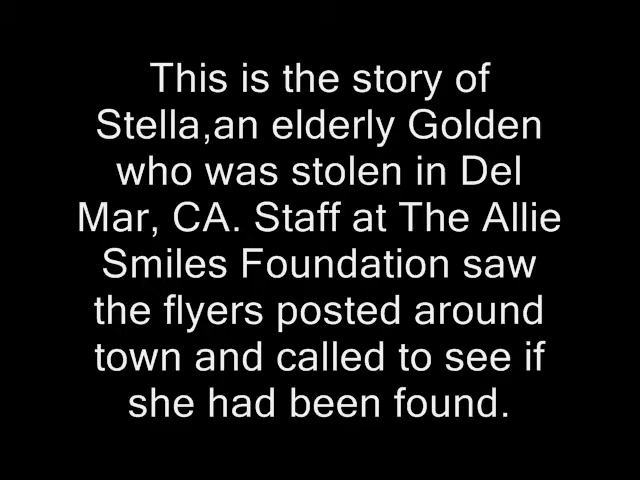 This is the story of
Stella,an elderly Golden
who was stolen in Del
Mar, CA. Staff at The Allie
Smiles Foundation saw
the flyers posted around
town and called to see if
she had been found.